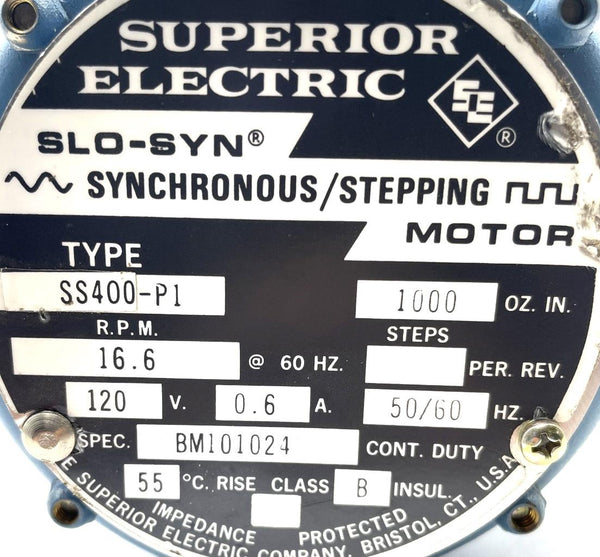 SUPERIOR
ELECTRIC
SE ®
SLO-SYN®
SYNCHRONOUS/STEPPING
MOTOR
TYPE
SS400-P1 1000 OZ. IN.
R.P.M. STEPS
16.6 @ 60 HZ. PER. REV.
120 V. 0.6 A. 50/60 HZ.
SPEC. BM101024 CONT. DUTY
55 °C. RISE CLASS B INSUL.
IMPEDANCE PROTECTED
SUPERIOR ELECTRIC COMPANY, BRISTOL, CT., U.S.A.